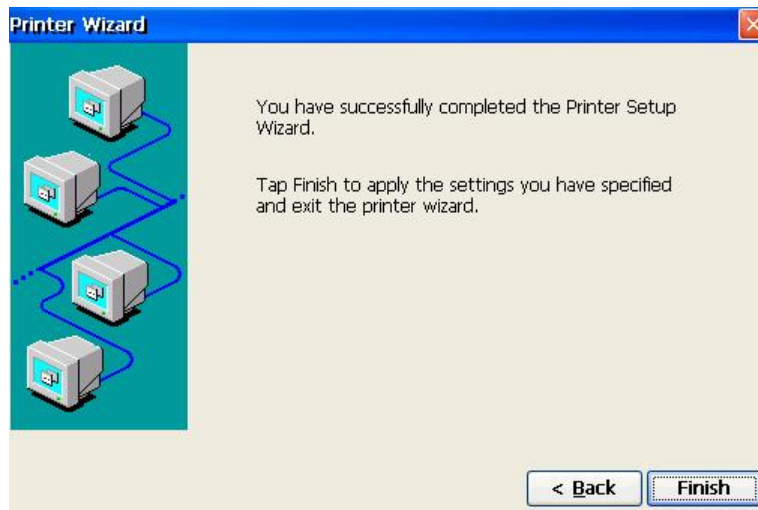 Printer Wizard
You have successfully completed the Printer Setup
Wizard.
Tap Finish to apply the settings you have specified
and exit the printer wizard.
< Back
Finish